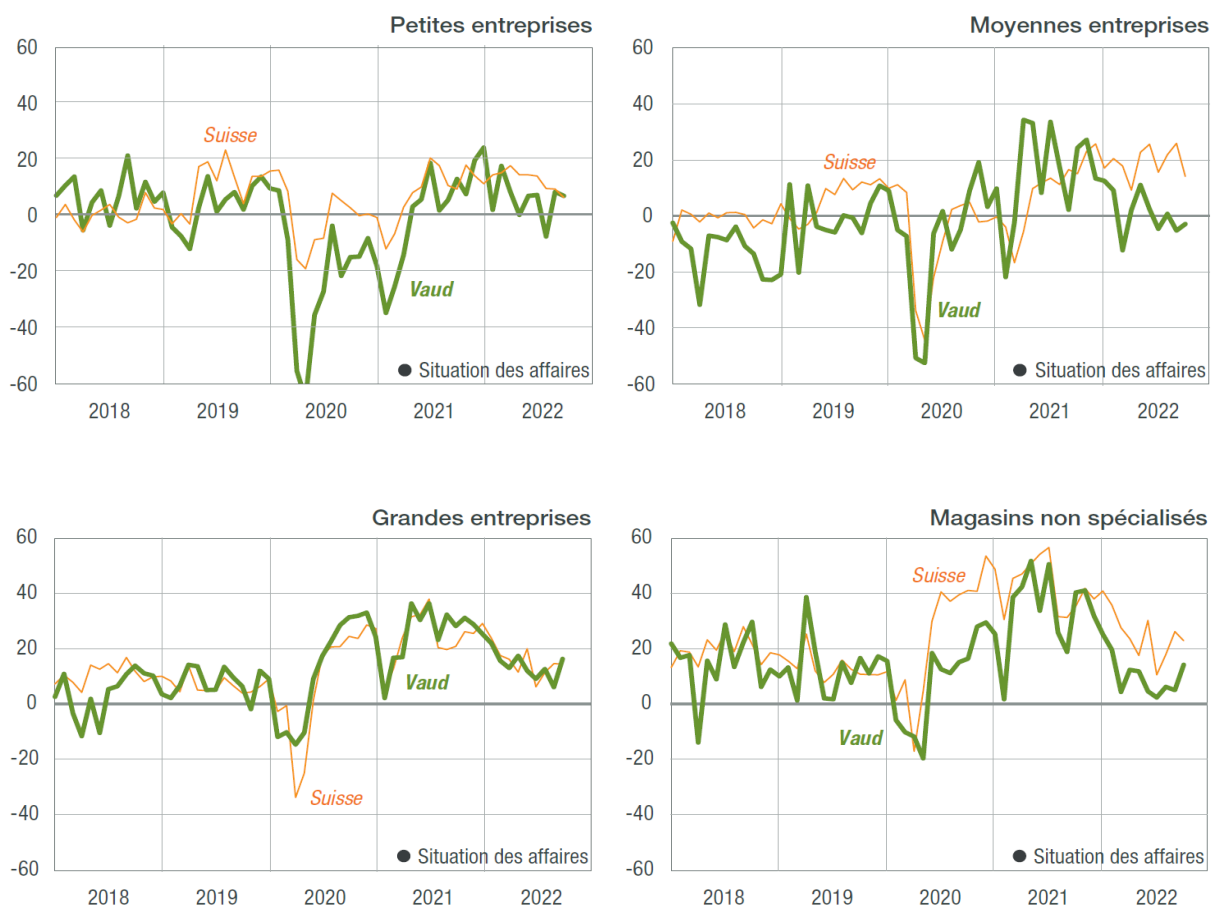 Petites entreprises
60
40
20
0
-20
-40
-60
Suisse
Vaud
● Situation des affaires
2018 2019 2020 2021 2022
Moyennes entreprises
60
40
20
0
-20
-40
-60
Suisse
Vaud
● Situation des affaires
2018 2019 2020 2021 2022
Grandes entreprises
60
40
20
0
-20
-40
-60
Vaud
Suisse
● Situation des affaires
2018 2019 2020 2021 2022
Magasins non spécialisés
60
40
20
0
-20
-40
-60
Suisse
Vaud
● Situation des affaires
2018 2019 2020 2021 2022